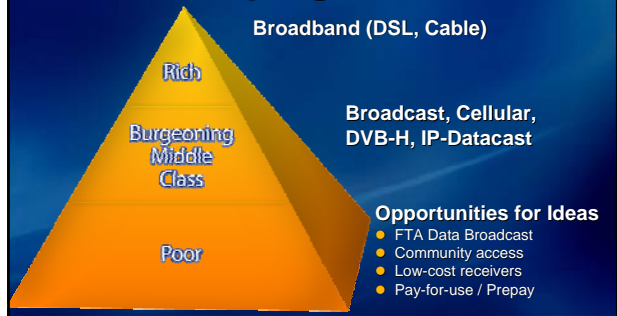 Broadband (DSL, Cable)
Rich
Broadcast, Cellular,
DVB-H, IP-Datacast
Burgeoning
Middle
Class
Opportunities for Ideas
FTA Data Broadcast
Community access
Low-cost receivers
Pay-for-use / Prepay
Poor